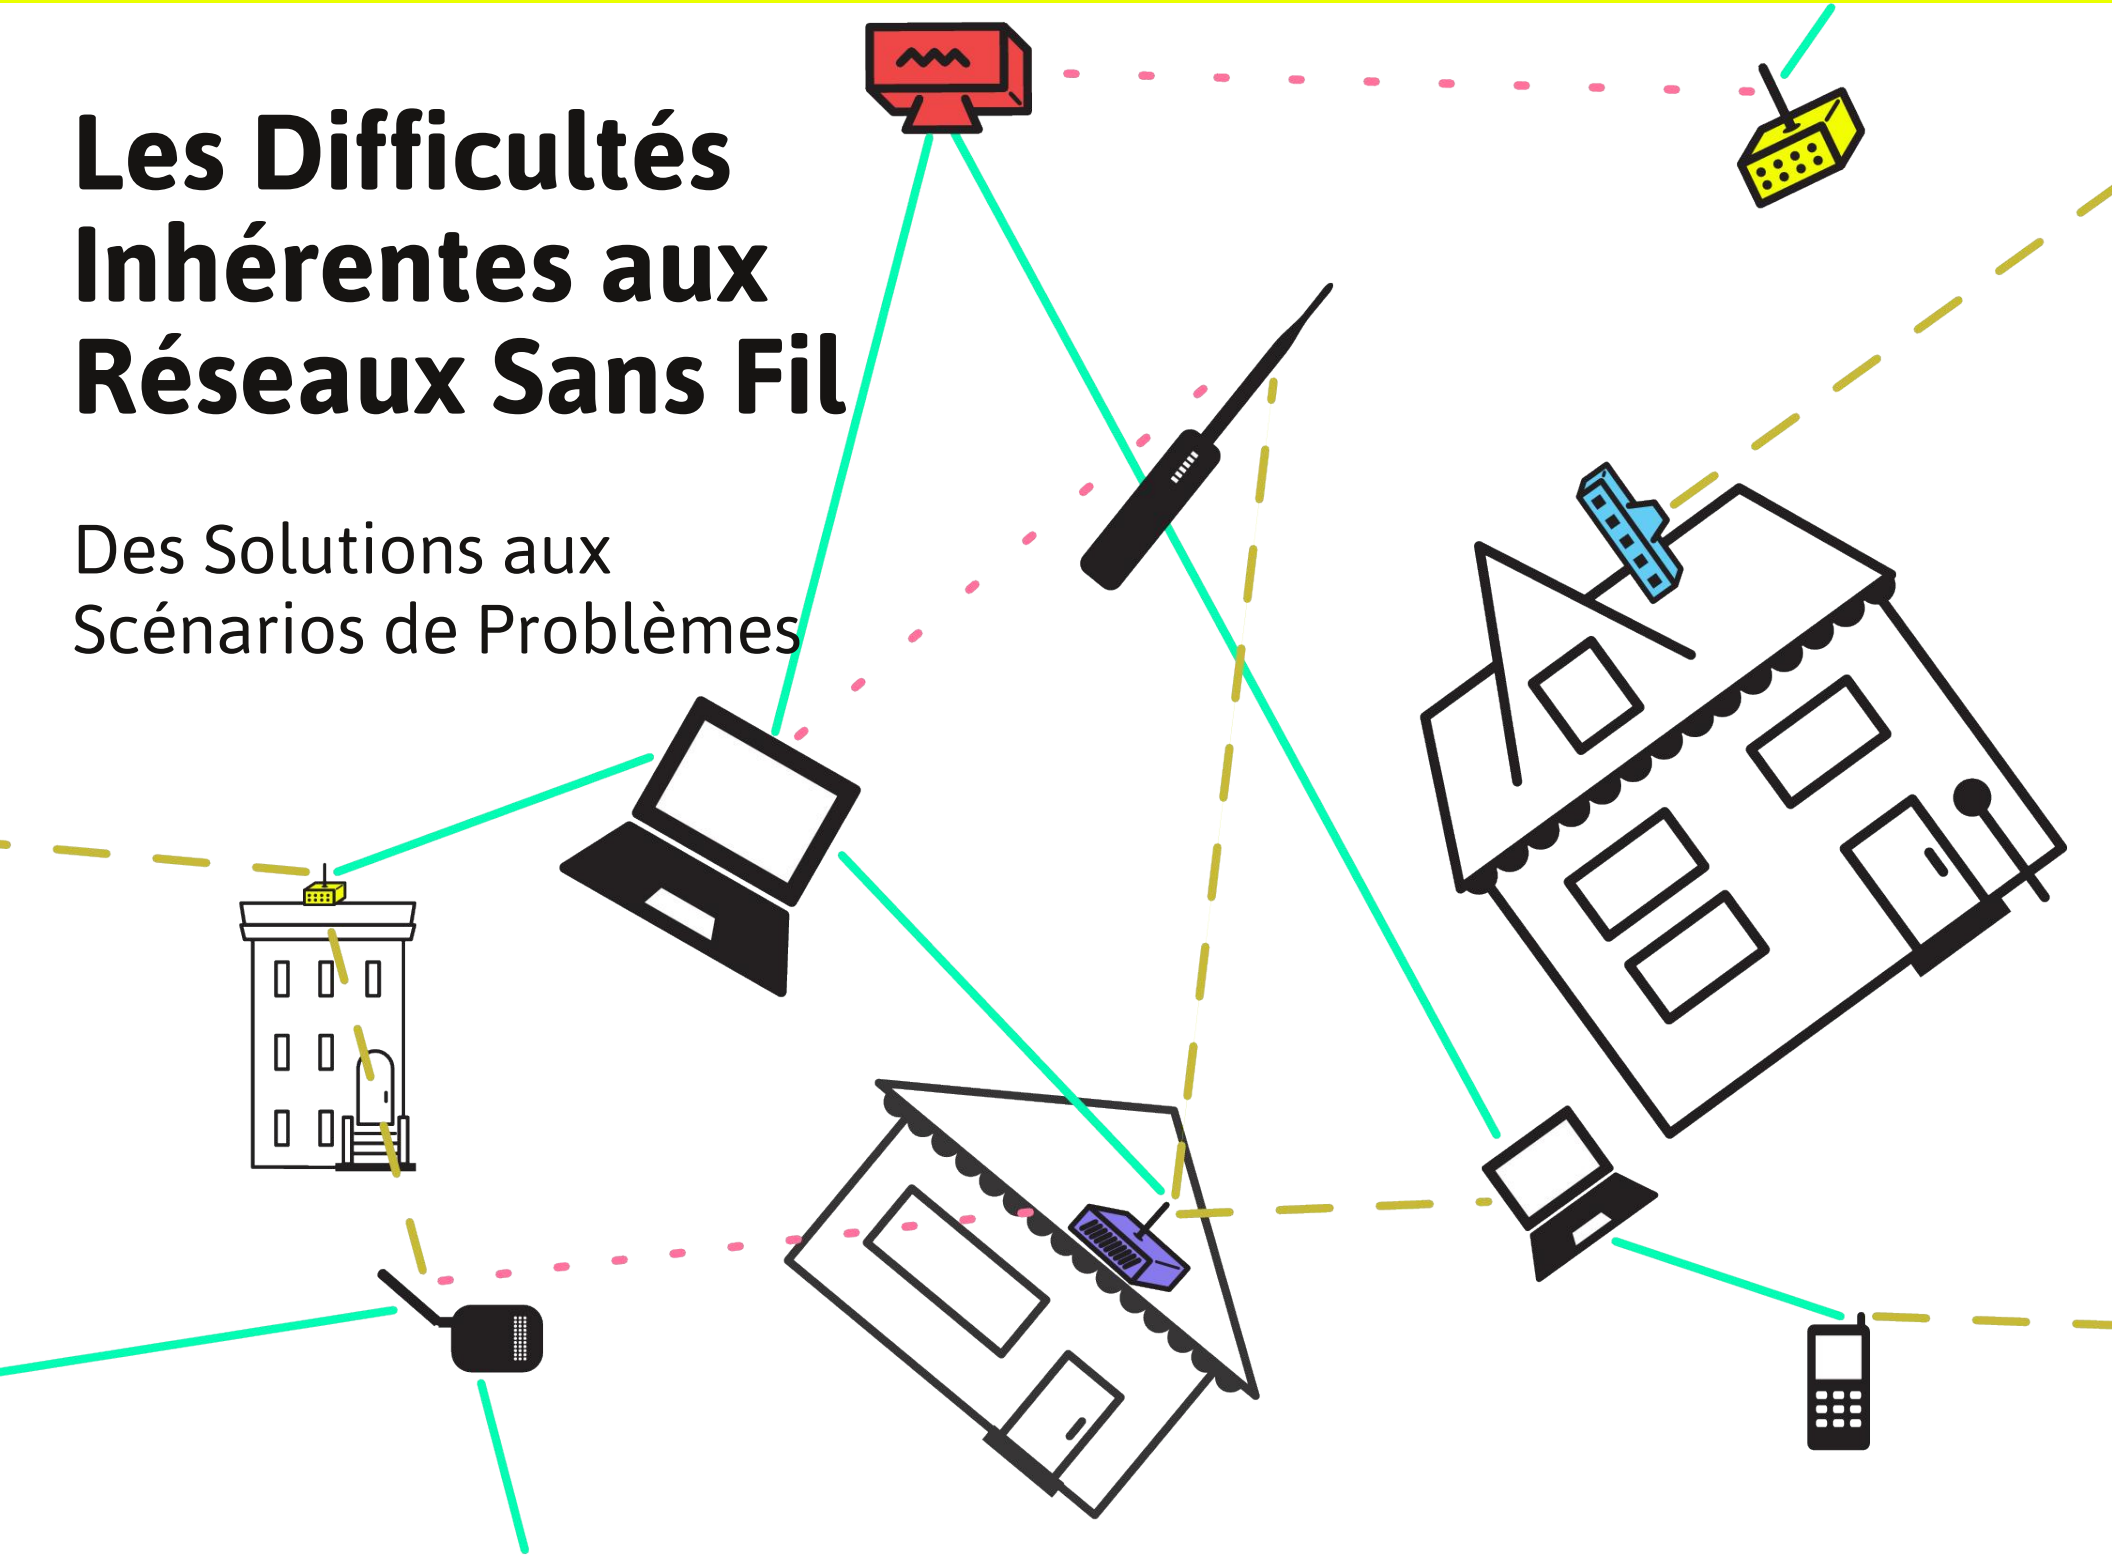 Les Difficultés
Inhérentes aux
Réseaux Sans Fil
Des Solutions aux
Scénarios de Problèmes